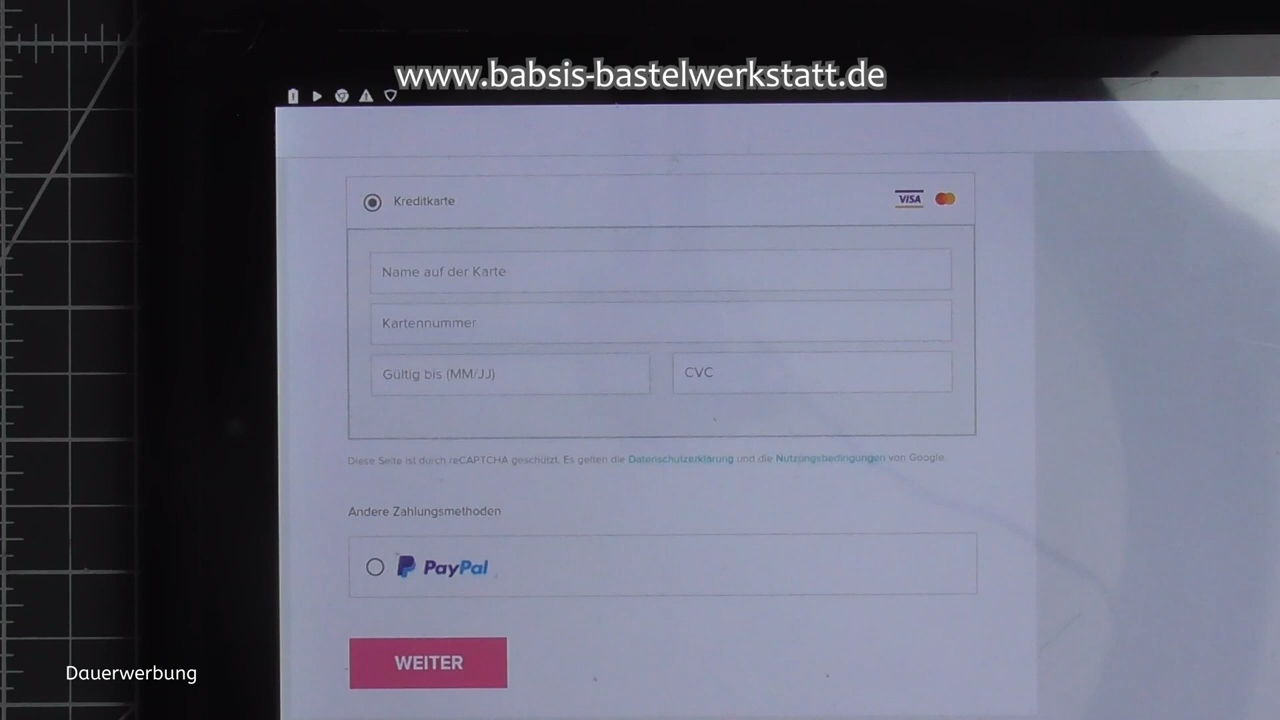 www.babsis-bastelwerkstatt.de
Kreditkarte
VISA
Name auf der Karte
Kartennummer
Gültig bis (MM/JJ)
CVC
Diese Seite ist durch reCAPTCHA geschützt. Es gelten die Datenschutzerklärung und die Nutzungsbedingungen von Google.
Andere Zahlungsmethoden
PayPal
WEITER
Dauerwerbung